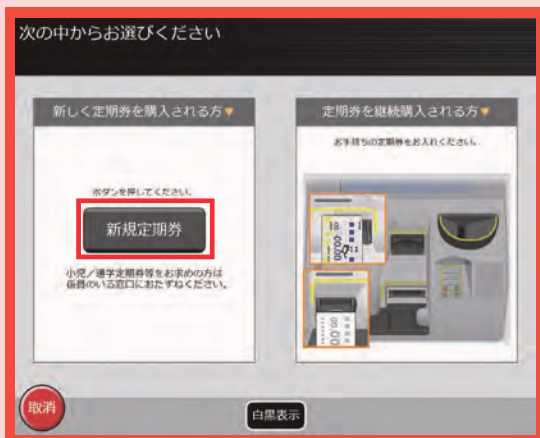 次の中からお選びください
新しく定期券を購入される方▼
ボタンを押してください。
新規定期券
小児／通学定期券等をお求めの方は
係員のいる窓口におたずねください。
定期券を継続購入される方▼
お手持ちの定期券をお入れください。
取消
白黒表示